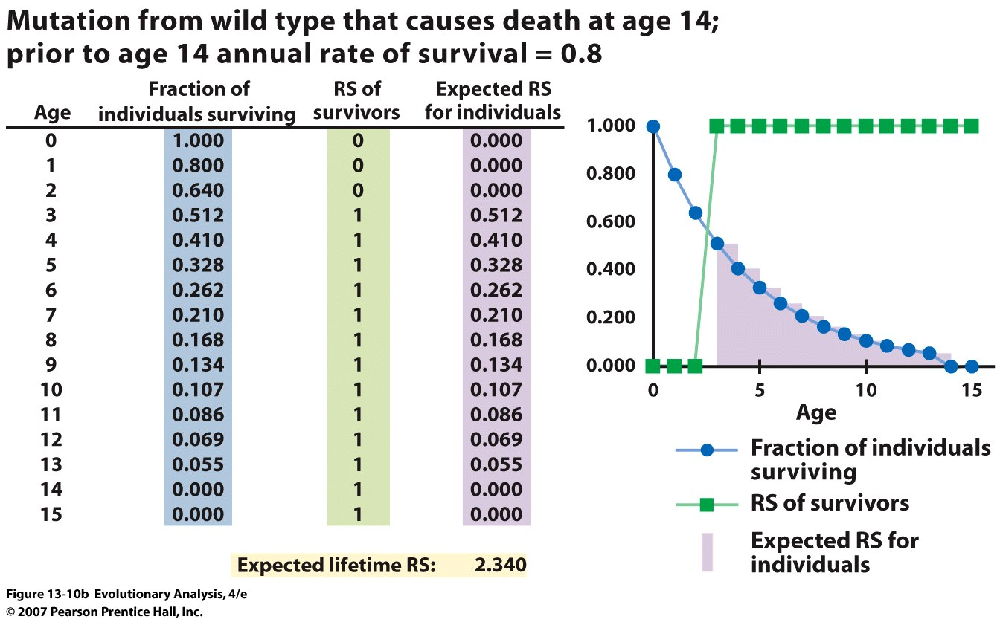 Mutation from wild type that causes death at age 14;
prior to age 14 annual rate of survival = 0.8
Age Fraction of individuals surviving RS of survivors Expected RS for individuals
0 1.000 0 0.000
1 0.800 0 0.000
2 0.640 0 0.000
3 0.512 1 0.512
4 0.410 1 0.410
5 0.328 1 0.328
6 0.262 1 0.262
7 0.210 1 0.210
8 0.168 1 0.168
9 0.134 1 0.134
10 0.107 1 0.107
11 0.086 1 0.086
12 0.069 1 0.069
13 0.055 1 0.055
14 0.000 1 0.000
15 0.000 1 0.000
Expected lifetime RS: 2.340
1.000
0.800
0.600
0.400
0.200
0.000
0 5 10 15
Age
Fraction of individuals
surviving
RS of survivors
Expected RS for
individuals
Figure 13-10b Evolutionary Analysis, 4/e
© 2007 Pearson Prentice Hall, Inc.